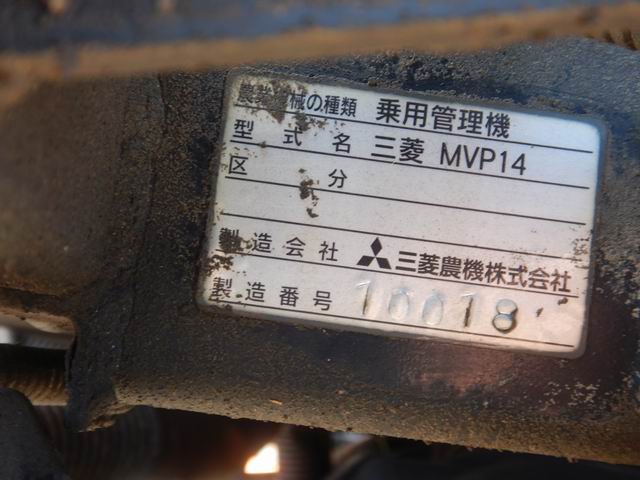 農業機械の種類 乗用管理機
型式名 三菱 MVP14
区分
製造会社 三菱農機株式会社
製造番号 10018